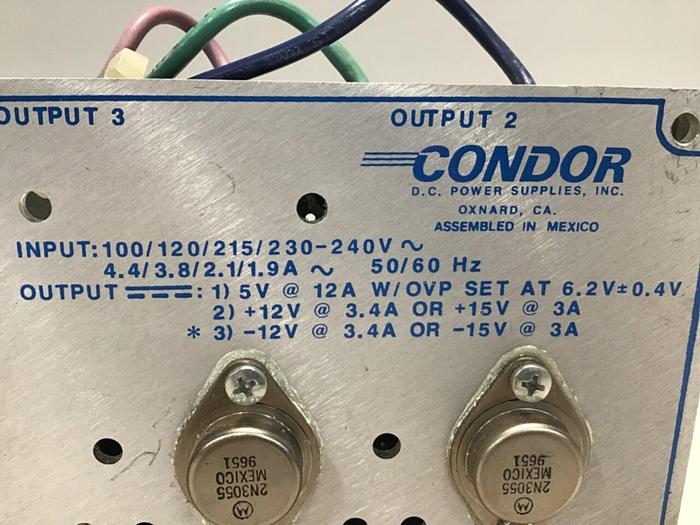 OUTPUT 3
OUTPUT 2
CONDOR
D.C. POWER SUPPLIES, INC.
OXNARD, CA.
ASSEMBLED IN MEXICO
INPUT: 100/120/215/230-240V ~
4.4/3.8/2.1/1.9A ~ 50/60 Hz
OUTPUT ⎓: 1) 5V @ 12A W/OVP SET AT 6.2V±0.4V
2) +12V @ 3.4A OR +15V @ 3A
* 3) -12V @ 3.4A OR -15V @ 3A
2N3055
MEXICO
9651
2N3055
MEXICO
9651